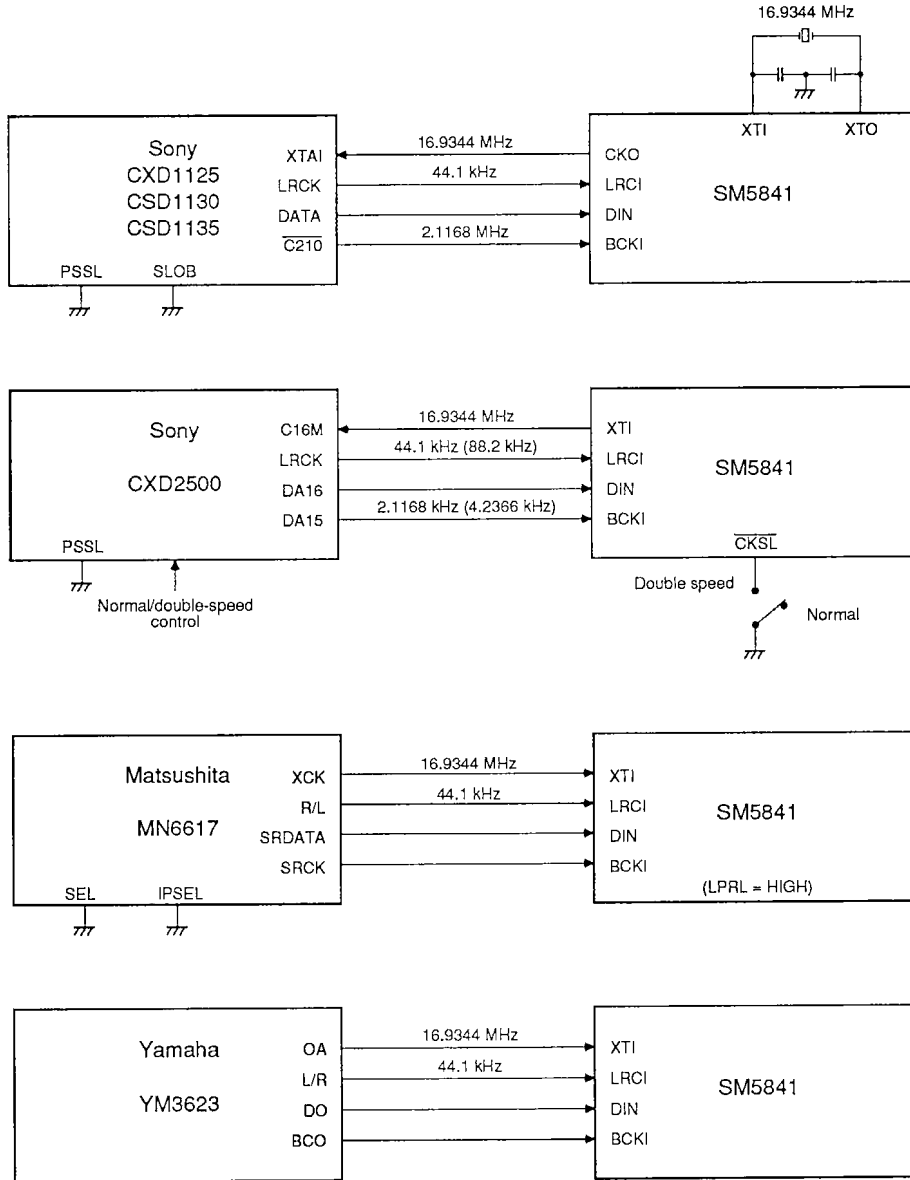 16.9344 MHz
XTI XTO
Sony
CXD1125
CSD1130
CSD1135
XTAI
LRCK
DATA
C210
PSSL SLOB
16.9344 MHz
44.1 kHz
2.1168 MHz
CKO
LRCI
DIN
BCKI
SM5841
Sony
CXD2500
C16M
LRCK
DA16
DA15
PSSL
Normal/double-speed
control
16.9344 MHz
44.1 kHz (88.2 kHz)
2.1168 kHz (4.2366 kHz)
XTI
LRCI
DIN
BCKI
SM5841
CKSL
Double speed
Normal
Matsushita
MN6617
XCK
R/L
SRDATA
SRCK
SEL IPSEL
16.9344 MHz
44.1 kHz
XTI
LRCI
DIN
BCKI
SM5841
(LPRL = HIGH)
Yamaha
YM3623
OA
L/R
DO
BCO
16.9344 MHz
44.1 kHz
XTI
LRCI
DIN
BCKI
SM5841